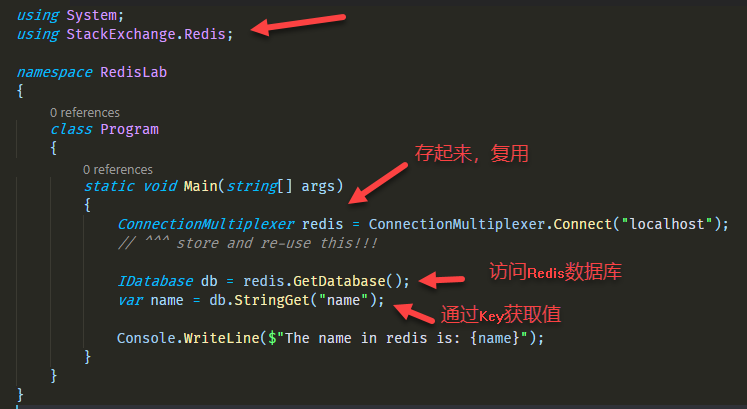 using System;
using StackExchange.Redis;
namespace RedisLab
{
0 references
class Program
{
0 references
存起来，复用
static void Main(string[] args)
{
ConnectionMultiplexer redis = ConnectionMultiplexer.Connect("localhost");
// ^^^ store and re-use this!!!
IDatabase db = redis.GetDatabase();
访问Redis数据库
var name = db.StringGet("name");
通过Key获取值
Console.WriteLine($"The name in redis is: {name}");
}
}
}